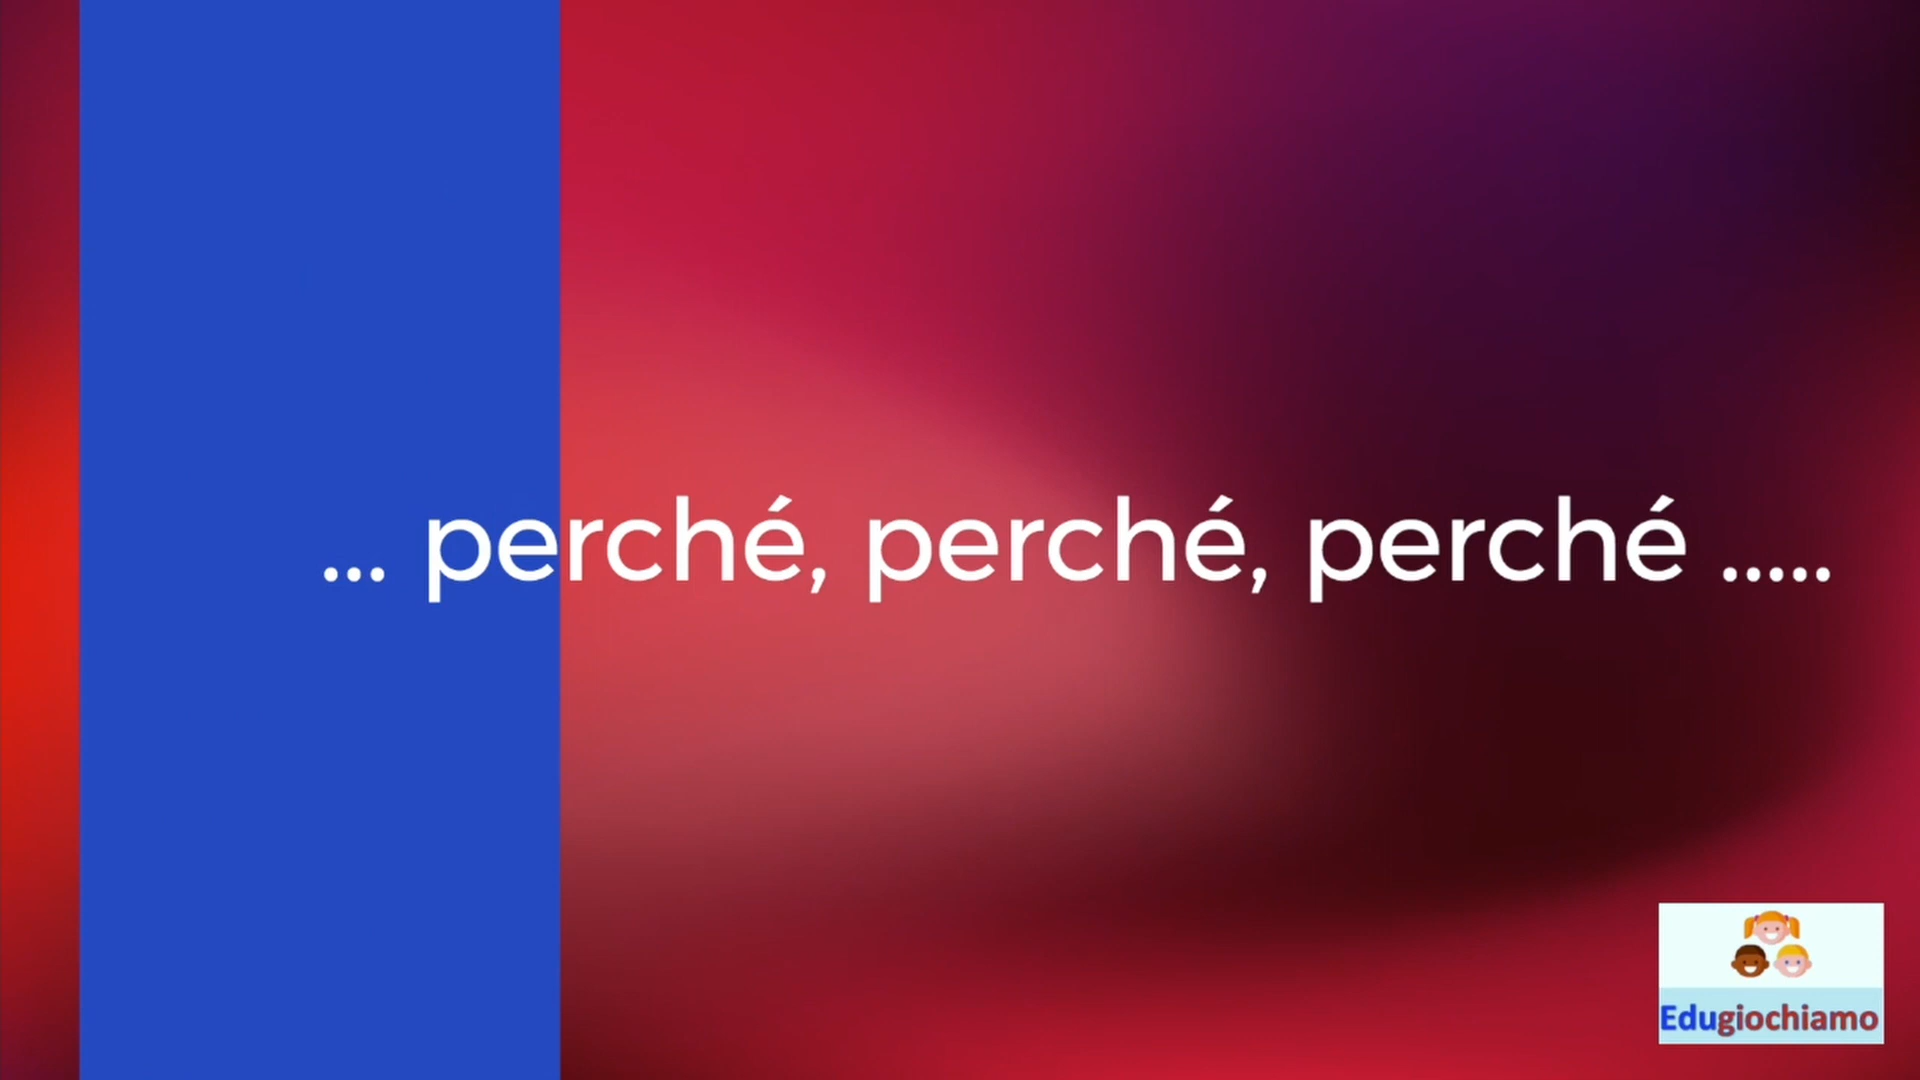 ... perché, perché, perché .....
Edugiochiamo